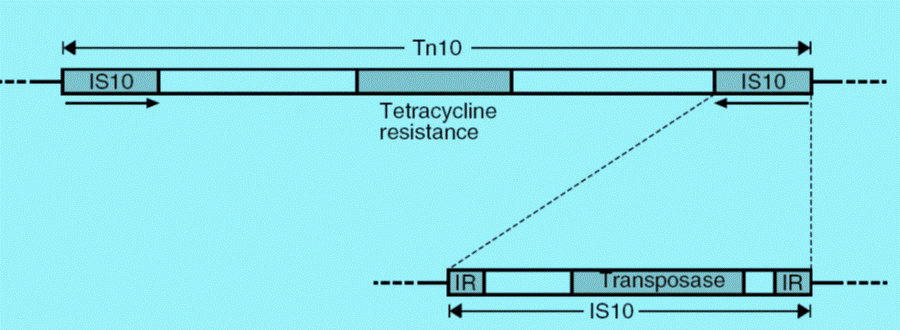 Tn10
IS10
IS10
Tetracycline
resistance
IR
Transposase
IR
IS10